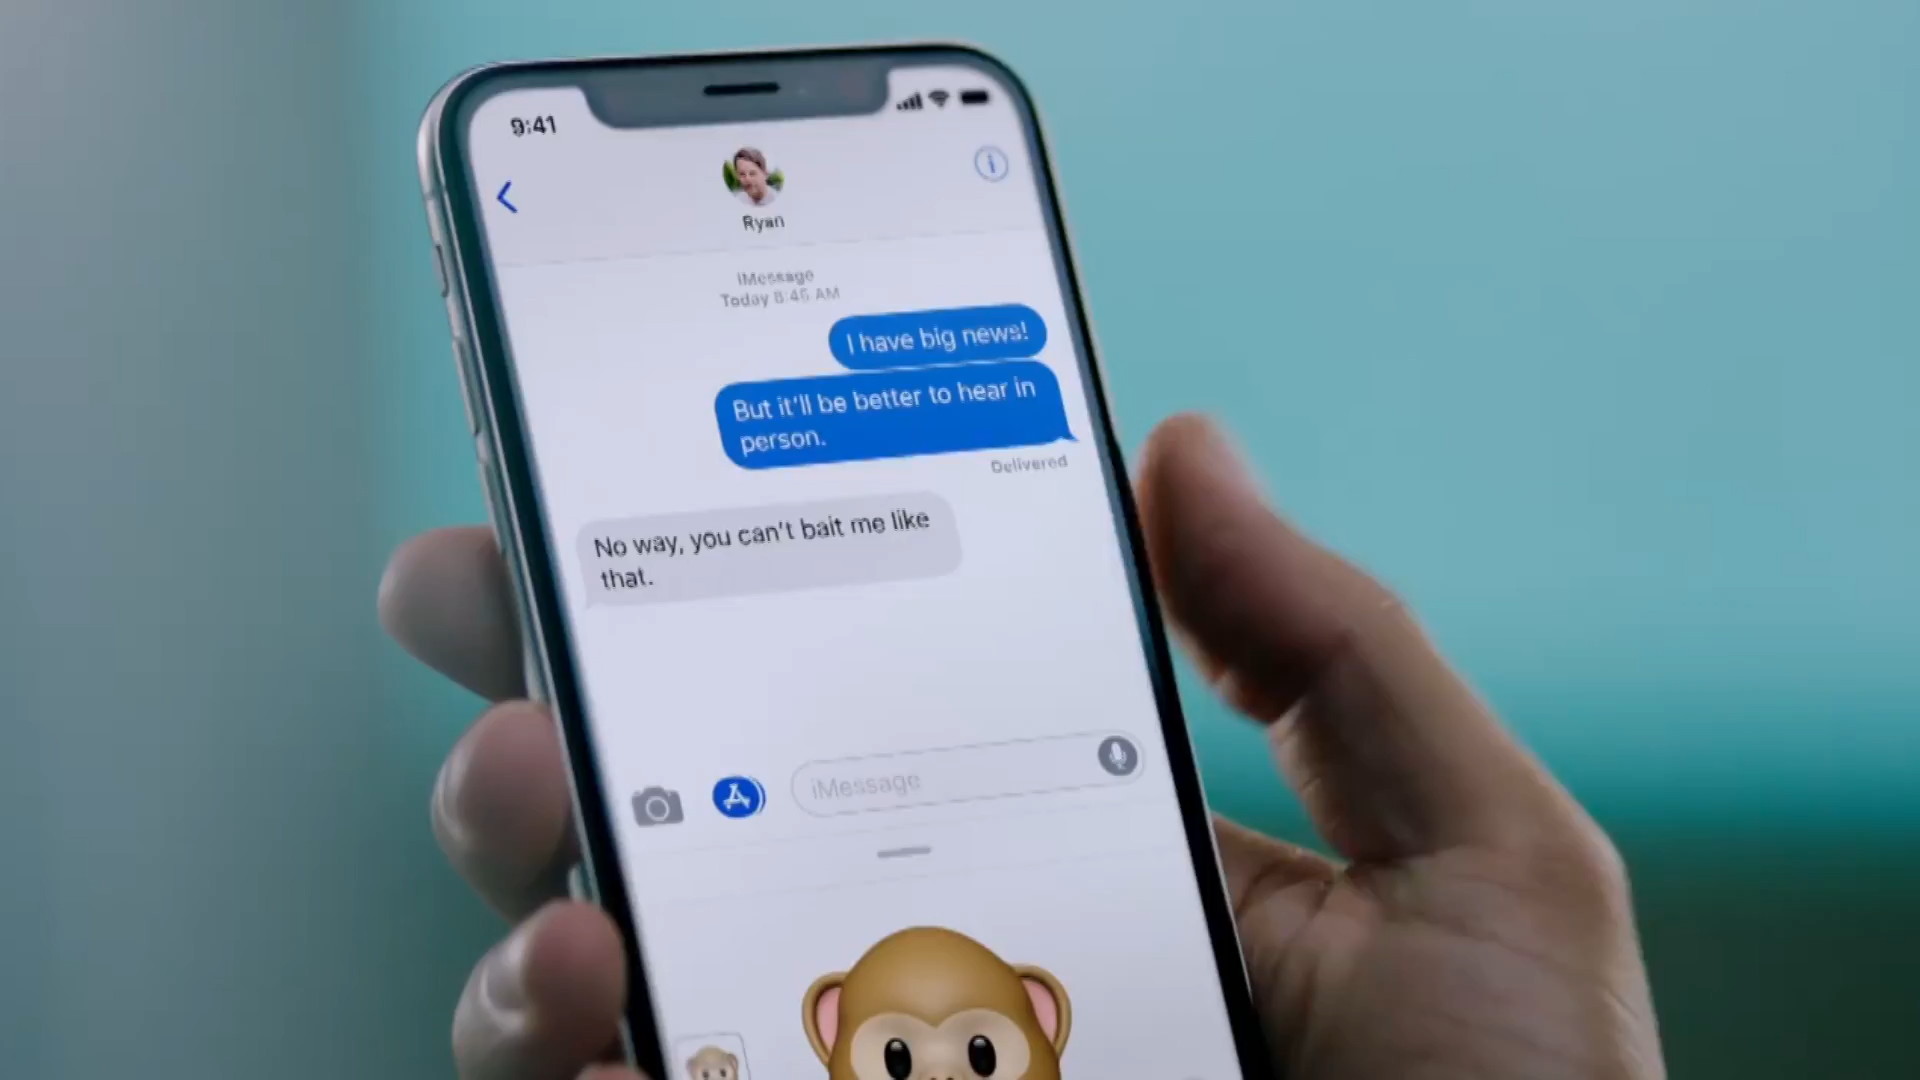 9:41
Ryan
iMessage
Today 8:46 AM
I have big news!
But it'll be better to hear in
person.
Delivered
No way, you can't bait me like
that.
iMessage